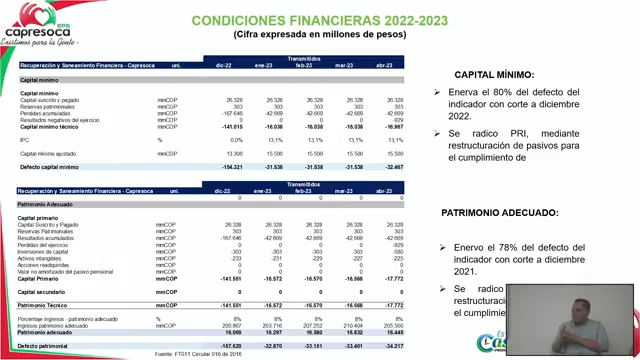 EPS
Capresoca
Existimos para la Gente -
CONDICIONES FINANCIERAS 2022-2023
(Cifra expresada en millones de pesos)
Transmitidos
Recuperación y Saneamiento Financiera - Capresoca uni. dic-22 ene-23 feb-23 mar-23 abr-23
Capital mínimo
Capital mínimo
Capital suscrito y pagado mmCOP 26.328 26.328 26.328 26.328 26.328
Reservas patrimoniales mmCOP 303 303 303 303 303
Perdidas acumuladas mmCOP -167.646 -42.669 -42.669 -42.669 -42.669
Resultados negativos del ejercicio mmCOP 0 0 0 0 -929
Capital mínimo técnico mmCOP -141.015 -16.038 -16.038 -16.038 -16.967
IPC % 0,0% 13,1% 13,1% 13,1% 13,1%
Capital mínimo ajustado mmCOP 13.306 15.500 15.500 15.500 15.500
Defecto capital mínimo -154.321 -31.538 -31.538 -31.538 -32.467
Transmitidos
Recuperación y Saneamiento Financiera - Capresoca uni. dic-22 ene-23 feb-23 mar-23 abr-23
0 0 0 0 0
Patrimonio Adecuado
Capital primario
Capital Suscrito y Pagado mmCOP 26.328 26.328 26.328 26.328 26.328
Reservas Patrimoniales mmCOP 303 303 303 303 303
Resultados acumulados mmCOP -167.646 -42.669 -42.669 -42.669 -42.669
Perdidas del ejercicio mmCOP 0 0 0 0 -929
Inversiones de capital mmCOP -303 -303 -303 -303 -580
Activos intangibles mmCOP -233 -231 -229 -227 -225
Acciones readquiridas mmCOP 0 0 0 0 0
Valor no amortizado del pasivo pensional mmCOP 0 0 0 0 0
Capital Primario mmCOP -141.551 -16.572 -16.570 -16.568 -17.772
Capital secundario mmCOP 0 0 0 0 0
Patrimonio Técnico mmCOP -141.551 -16.572 -16.570 -16.568 -17.772
Porcentaje ingresos - patrimonio adecuado % 8% 8% 8% 8% 8%
Ingresos patrimonio adecuado mmCOP 200.867 203.716 207.252 210.404 205.560
Patrimonio adecuado mmCOP 16.069 16.297 16.580 16.832 16.445
Defecto patrimonial -157.620 -32.870 -33.151 -33.401 -34.217
Fuente: FT011 Circular 016 de 2016
CAPITAL MÍNIMO:
➢ Enerva el 80% del defecto del
indicador con corte a diciembre
2022.
➢ Se radico PRI, mediante
restructuración de pasivos para
el cumplimiento de
PATRIMONIO ADECUADO:
➢ Enervo el 78% del defecto del
indicador con corte a diciembre
2021.
➢ Se radico
el cumplimien